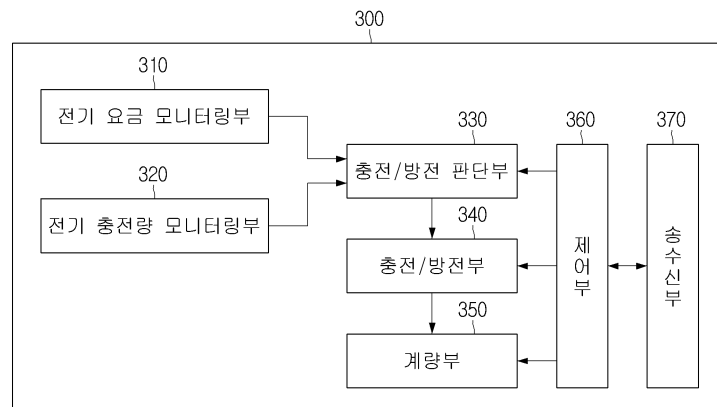 300
310
전기 요금 모니터링부
320
전기 충전량 모니터링부
330
충전/방전 판단부
340
충전/방전부
350
계량부
360
제어부
370
송수신부